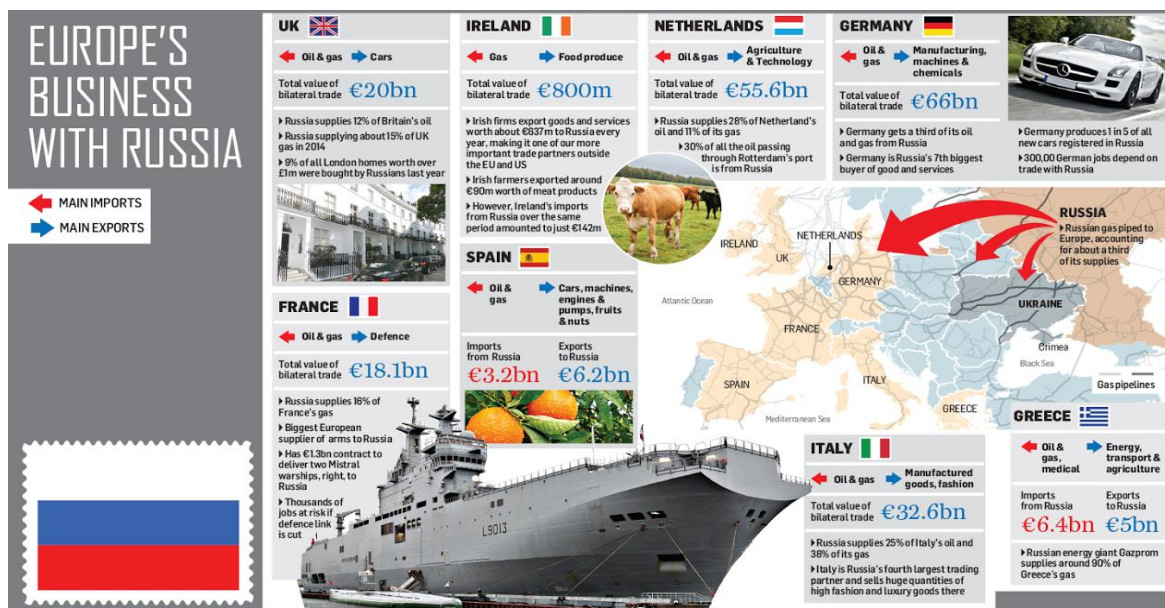 EUROPE'S
BUSINESS
WITH RUSSIA
MAIN IMPORTS
MAIN EXPORTS
UK
Oil & gas
Cars
Total value of
bilateral trade
€20bn
Russia supplies 12% of Britain's oil
Russia supplying about 15% of UK
gas in 2014
9% of all London homes worth over
£1m were bought by Russians last year
FRANCE
Oil & gas
Defence
Total value of
bilateral trade
€18.1bn
Russia supplies 16% of
France's gas
Biggest European
supplier of arms to Russia
Has €1.3bn contract to
deliver two Mistral
warships, right, to
Russia
Thousands of
jobs at risk if
defence link
is cut
IRELAND
Gas
Food produce
Total value of
bilateral trade
€800m
Irish firms export goods and services
worth about €637m to Russia every
year, making it one of our more
important trade partners outside
the EU and US
Irish farmers exported around
€90m worth of meat products
However, Ireland's imports
from Russia over the same
period amounted to just €142m
SPAIN
Oil &
gas
Cars, machines,
engines &
pumps, fruits
& nuts
Imports
from Russia
€3.2bn
Exports
to Russia
€6.2bn
L9013
NETHERLANDS
Oil & gas
Agriculture
& Technology
Total value of
bilateral trade
€55.6bn
Russia supplies 28% of Netherland's
oil and 11% of its gas
30% of all the oil passing
through Rotterdam's port
is from Russia
GERMANY
Oil &
gas
Manufacturing,
machines &
chemicals
Total value of
bilateral trade
€66bn
Germany gets a third of its oil
and gas from Russia
Germany is Russia's 7th biggest
buyer of good and services
Germany produces 1 in 5 of all
new cars registered in Russia
300,00 German jobs depend on
trade with Russia
RUSSIA
Russian gas piped to
Europe, accounting
for about a third
of its supplies
IRELAND
UK
NETHERLANDS
GERMANY
UKRAINE
Atlantic Ocean
FRANCE
Crimea
Black Sea
SPAIN
ITALY
GREECE
Mediterranean Sea
Gas pipelines
ITALY
Oil & gas
Manufactured
goods, fashion
Total value of
bilateral trade
€32.6bn
Russia supplies 25% of Italy's oil and
38% of its gas
Italy is Russia's fourth largest trading
partner and sells huge quantities of
high fashion and luxury goods there
GREECE
Oil &
gas,
medical
Energy,
transport &
agriculture
Imports
from Russia
€6.4bn
Exports
to Russia
€5bn
Russian energy giant Gazprom
supplies around 90% of
Greece's gas